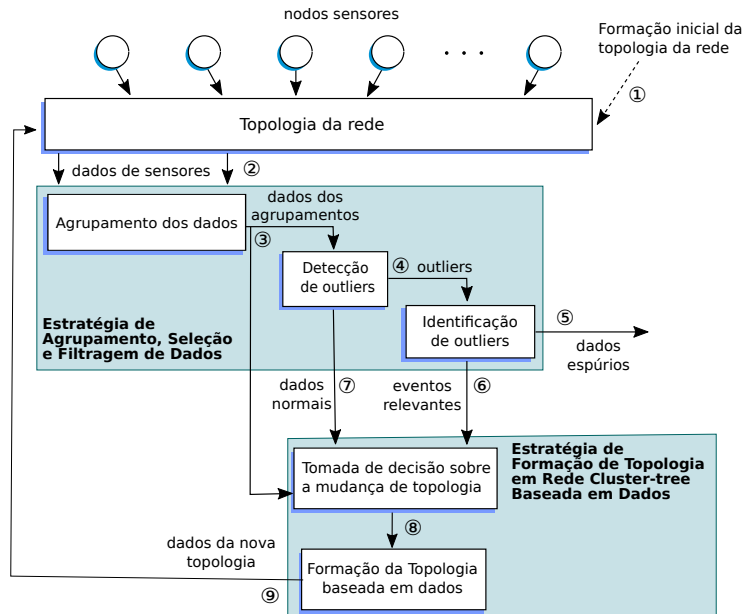 nodos sensores
Formação inicial da
topologia da rede
①
Topologia da rede
dados de sensores
②
Agrupamento dos dados
dados dos
agrupamentos
③
Detecção
de outliers
④ outliers
Identificação
de outliers
⑤
dados
espúrios
Estratégia de
Agrupamento, Seleção
e Filtragem de Dados
dados
normais
⑦
eventos
relevantes
⑥
Estratégia de
Formação de Topologia
em Rede Cluster-tree
Baseada em Dados
Tomada de decisão sobre
a mudança de topologia
⑧
dados da nova
topologia
⑨
Formação da Topologia
baseada em dados